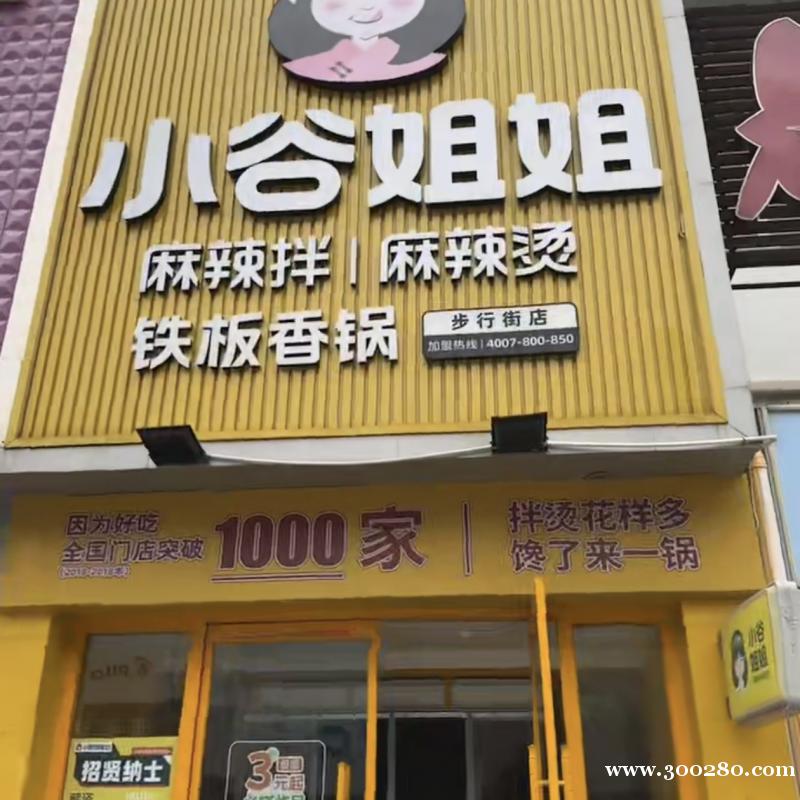 小谷姐姐
麻辣拌 | 麻辣烫
铁板香锅
步行街店
加盟热线 | 4007-800-850
因为好吃
全国门店突破
1000家
拌烫花样多
馋了来一锅
小谷
姐姐
招贤纳士
3元起
www.300280.com